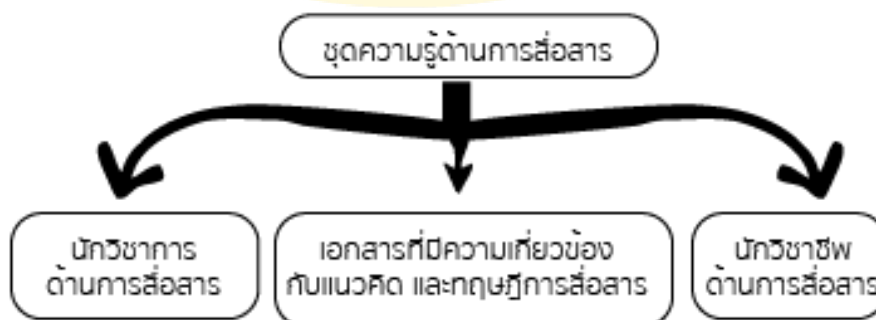 ชุดความรู้ด้านการสื่อสาร
นักวิชาการ
ด้านการสื่อสาร
เอกสารที่มีความเกี่ยวข้อง
กับแนวคิด และทฤษฎีการสื่อสาร
นักวิชาชีพ
ด้านการสื่อสาร